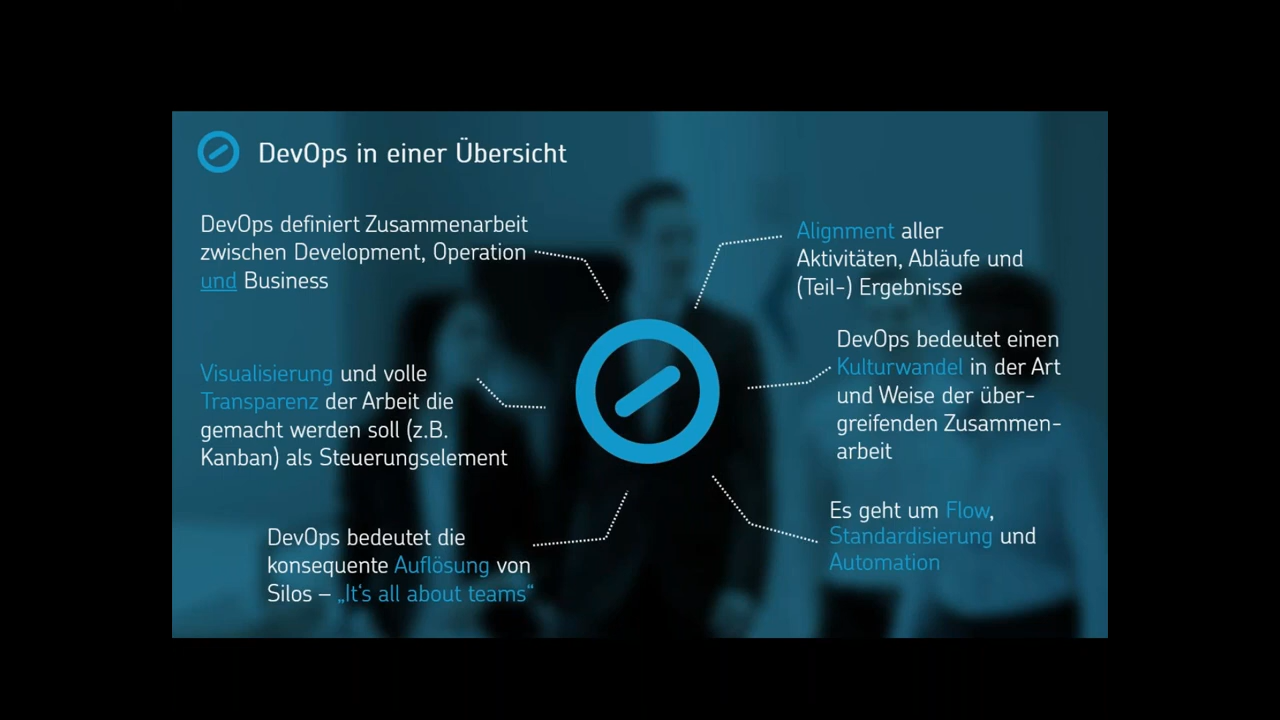 DevOps in einer Übersicht
DevOps definiert Zusammenarbeit
zwischen Development, Operation
und Business
Visualisierung und volle
Transparenz der Arbeit die
gemacht werden soll (z.B.
Kanban) als Steuerungselement
DevOps bedeutet die
konsequente Auflösung von
Silos – „It's all about teams“
Alignment aller
Aktivitäten, Abläufe und
(Teil-) Ergebnisse
DevOps bedeutet einen
Kulturwandel in der Art
und Weise der über-
greifenden Zusammen-
arbeit
Es geht um Flow,
Standardisierung und
Automation